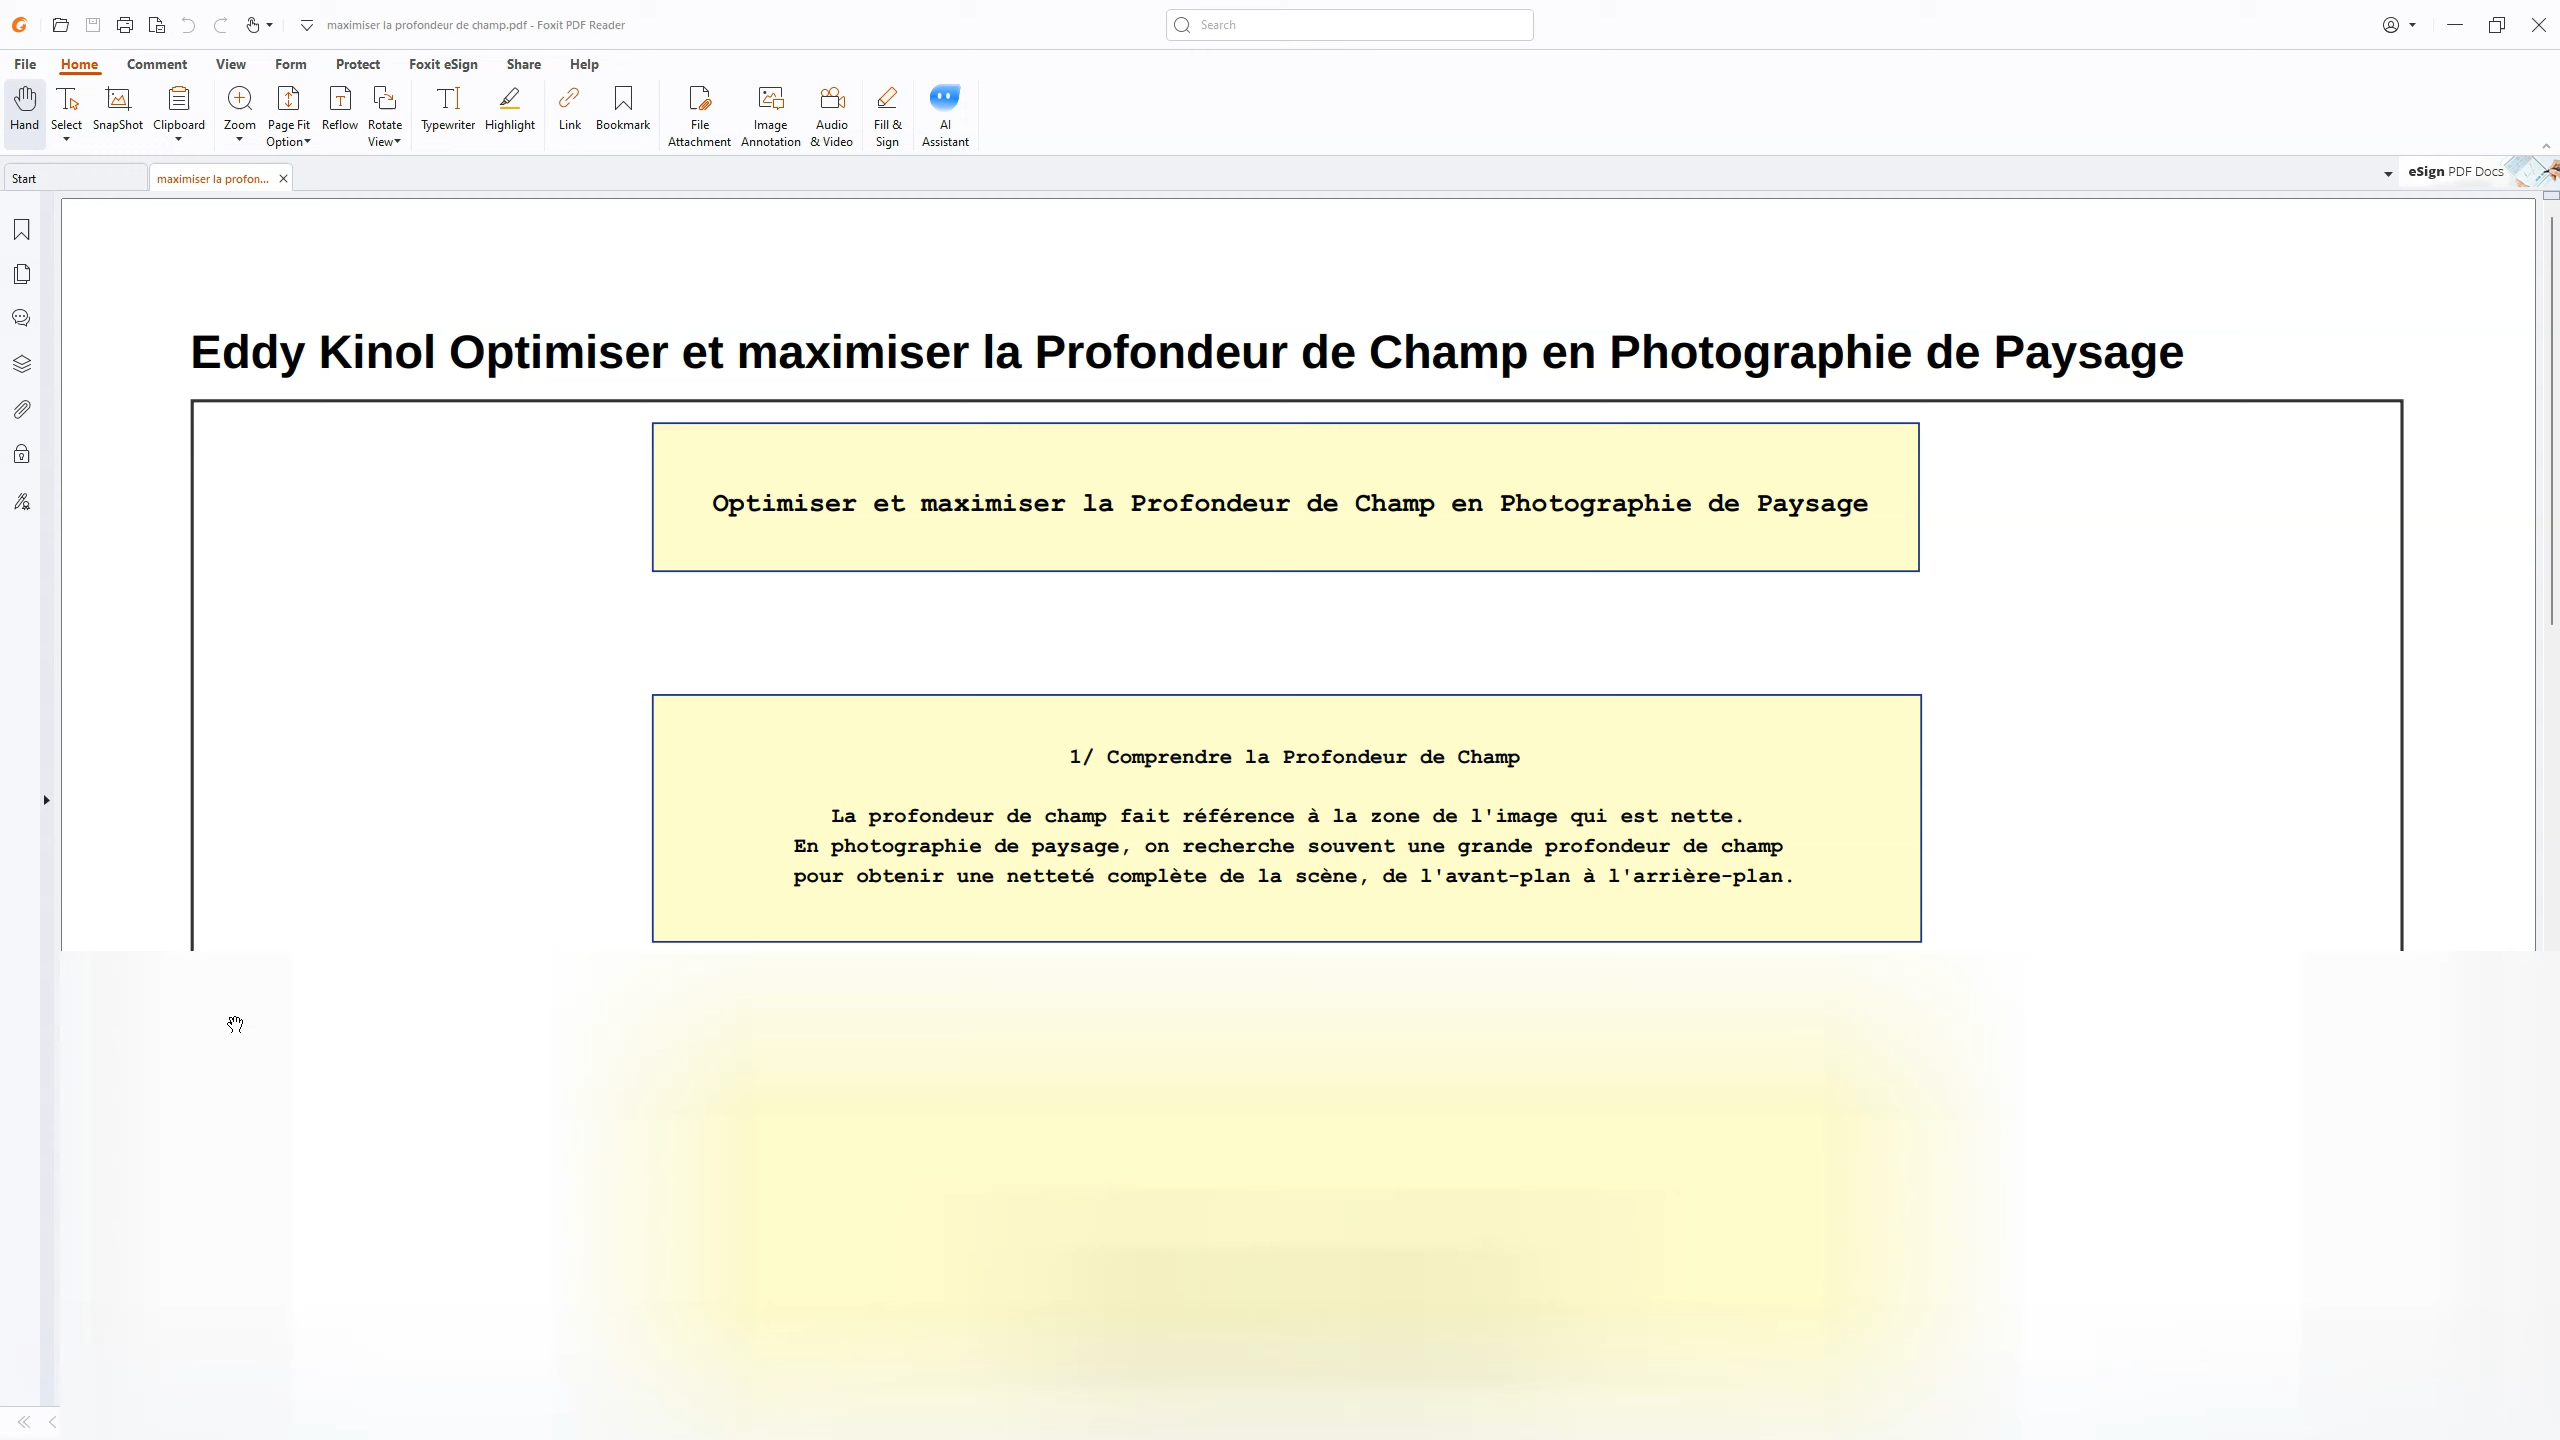 maximiser la profondeur de champ.pdf - Foxit PDF Reader
Search
File Home Comment View Form Protect Foxit eSign Share Help
Hand Select SnapShot Clipboard Zoom Page Fit Option Reflow Rotate View Typewriter Highlight Link Bookmark File Attachment Image Annotation Audio & Video Fill & Sign AI Assistant
Start
maximiser la profon...
eSign PDF Docs
Eddy Kinol Optimiser et maximiser la Profondeur de Champ en Photographie de Paysage
Optimiser et maximiser la Profondeur de Champ en Photographie de Paysage
1/ Comprendre la Profondeur de Champ
La profondeur de champ fait référence à la zone de l'image qui est nette.
En photographie de paysage, on recherche souvent une grande profondeur de champ
pour obtenir une netteté complète de la scène, de l'avant-plan à l'arrière-plan.